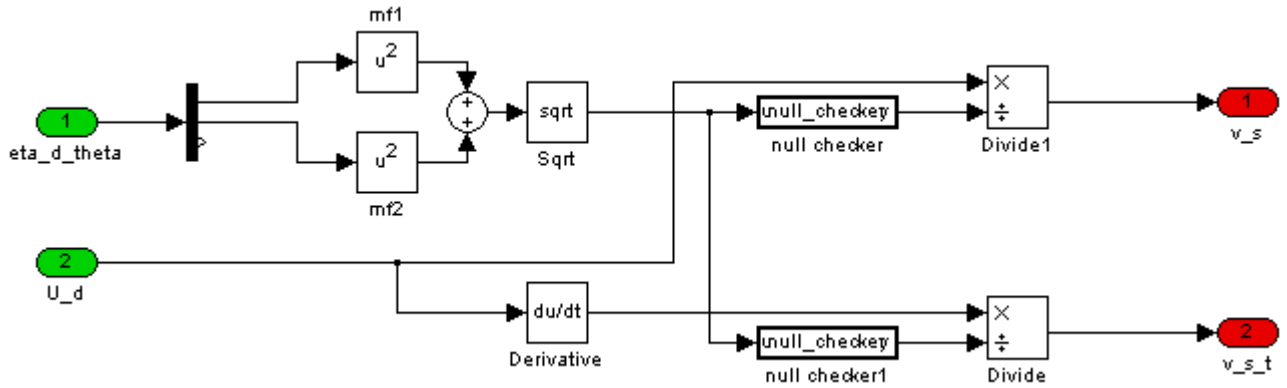 mf1
u²
1
eta_d_theta
+
+
sqrt
Sqrt
u²
mf2
null_checker
null checker
×
÷
Divide1
1
v_s
2
U_d
du/dt
Derivative
null_checker
null checker1
×
÷
Divide
2
v_s_t